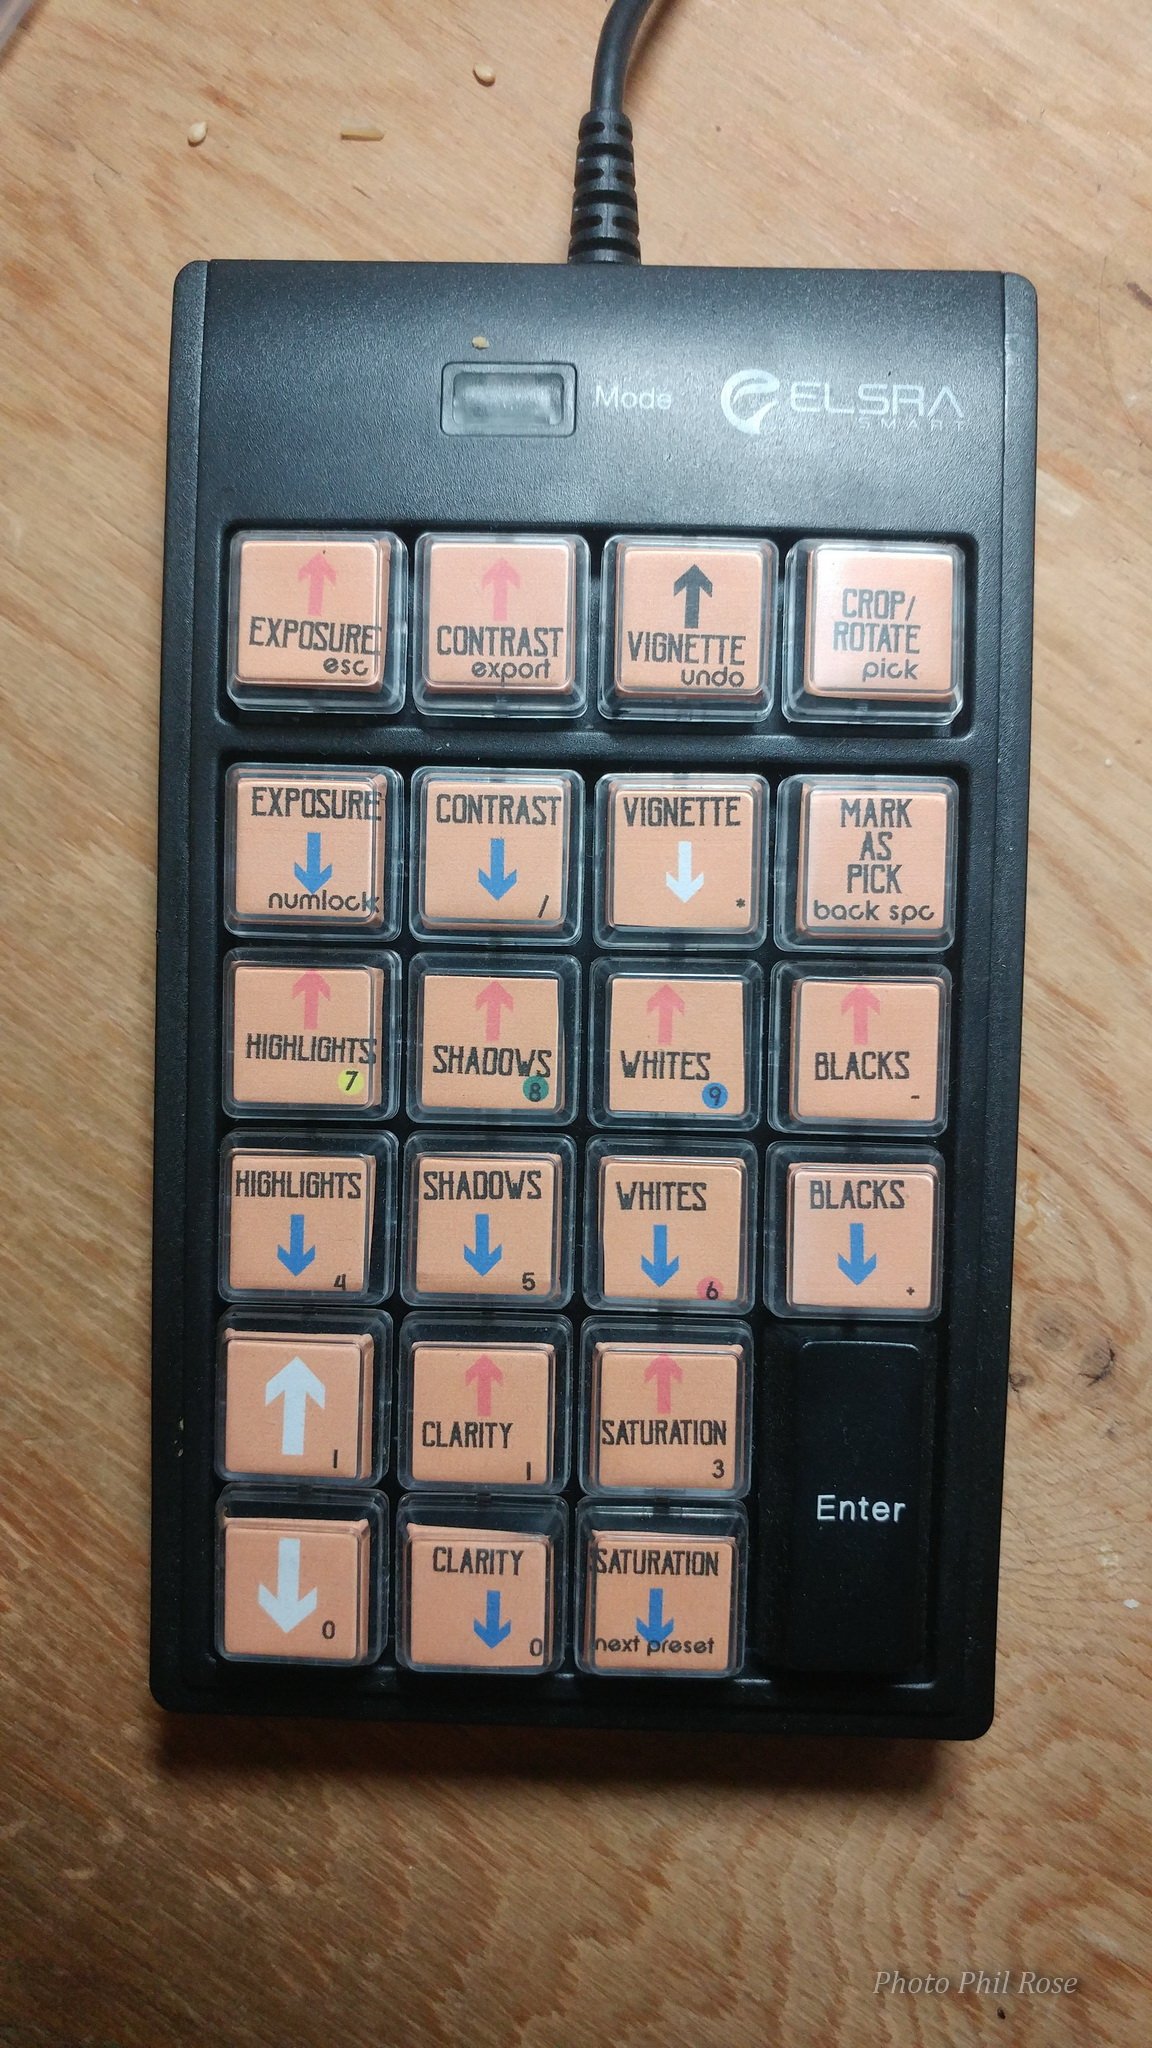 Mode
ELSRA
SMART
EXPOSURE
esc
CONTRAST
export
VIGNETTE
undo
CROP/
ROTATE
pick
EXPOSURE
numlock
CONTRAST
/
VIGNETTE
*
MARK
AS
PICK
back spc
HIGHLIGHTS
7
SHADOWS
8
WHITES
9
BLACKS
-
HIGHLIGHTS
4
SHADOWS
5
WHITES
6
BLACKS
+
1
CLARITY
1
SATURATION
3
0
CLARITY
0
SATURATION
next preset
Enter
Photo Phil Rose